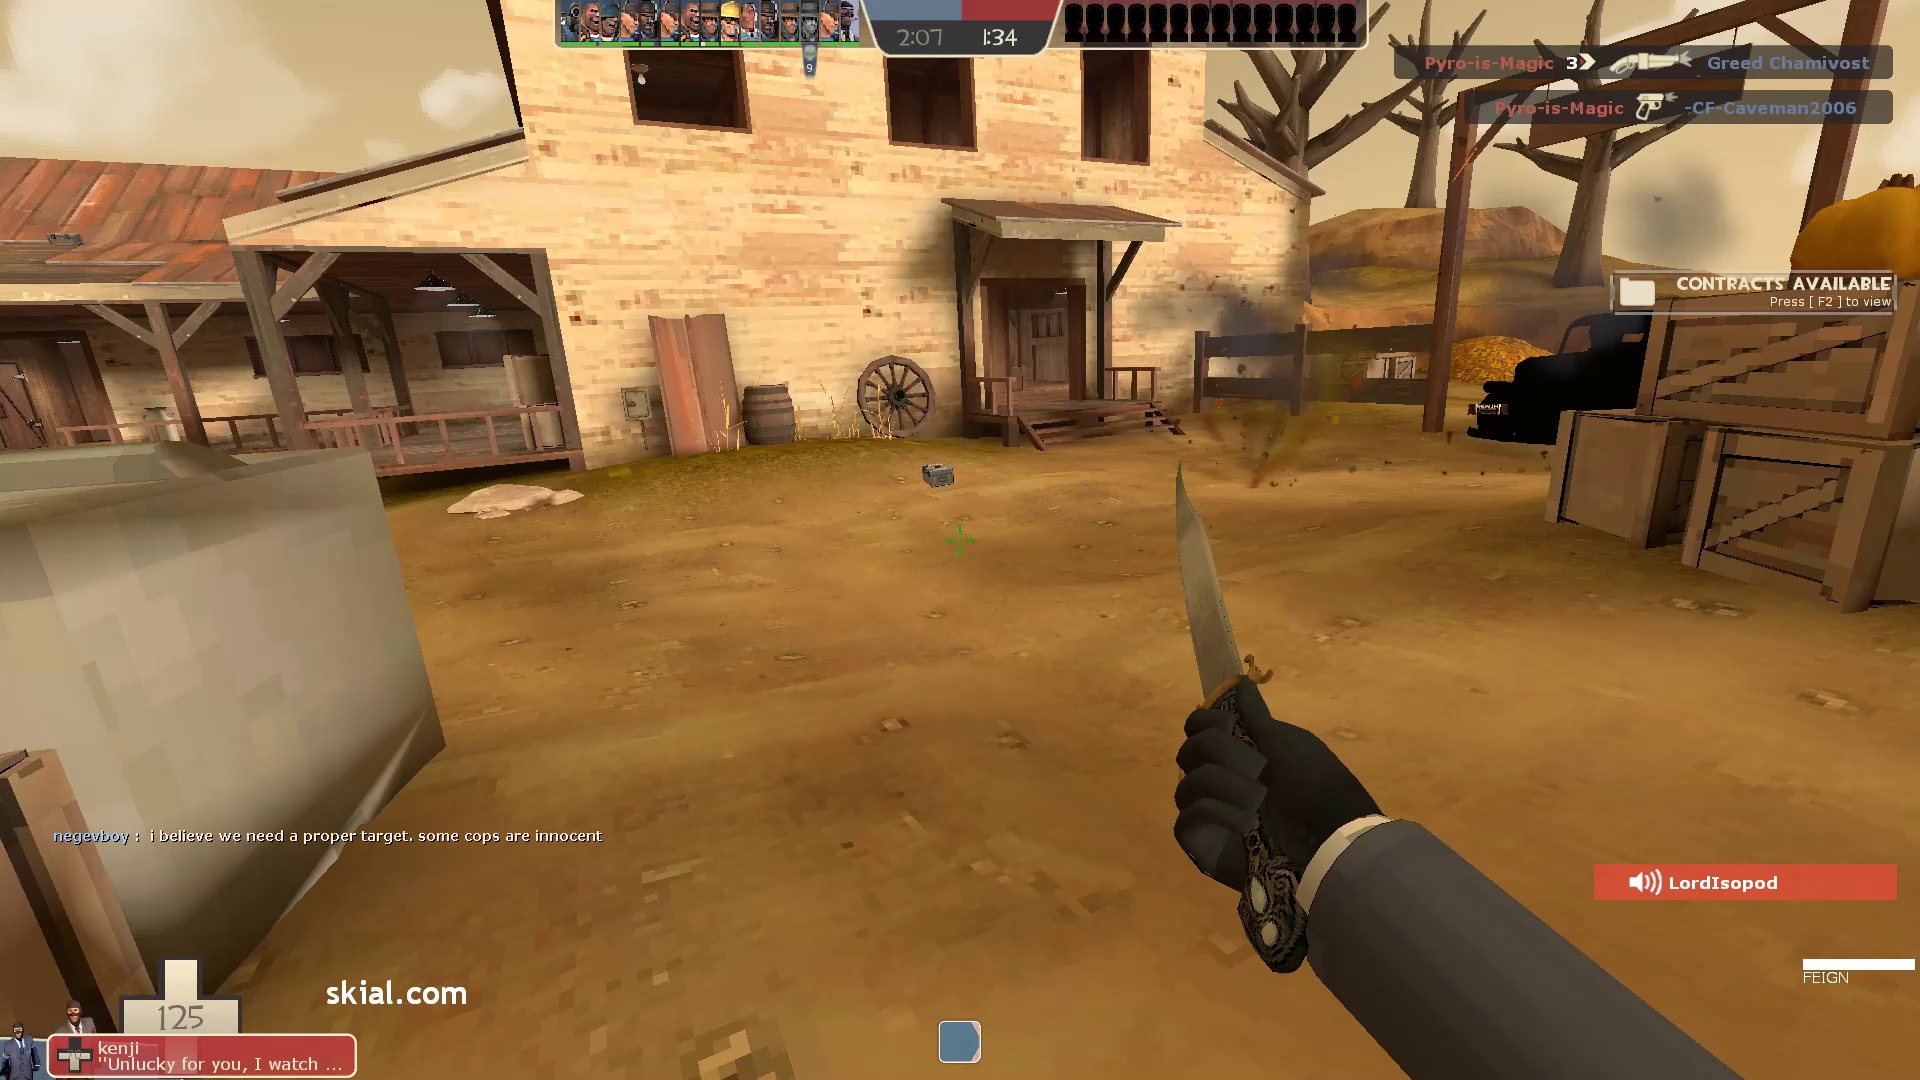 2:07 1:34
9
Pyro-is-Magic 3 Greed Chamivost
Pyro-is-Magic -CF-Caveman2006
CONTRACTS AVAILABLE
Press [ F2 ] to view
negevboy : i believe we need a proper target. some cops are innocent
LordIsopod
FEIGN
skial.com
125
kenji
"Unlucky for you, I watch ...